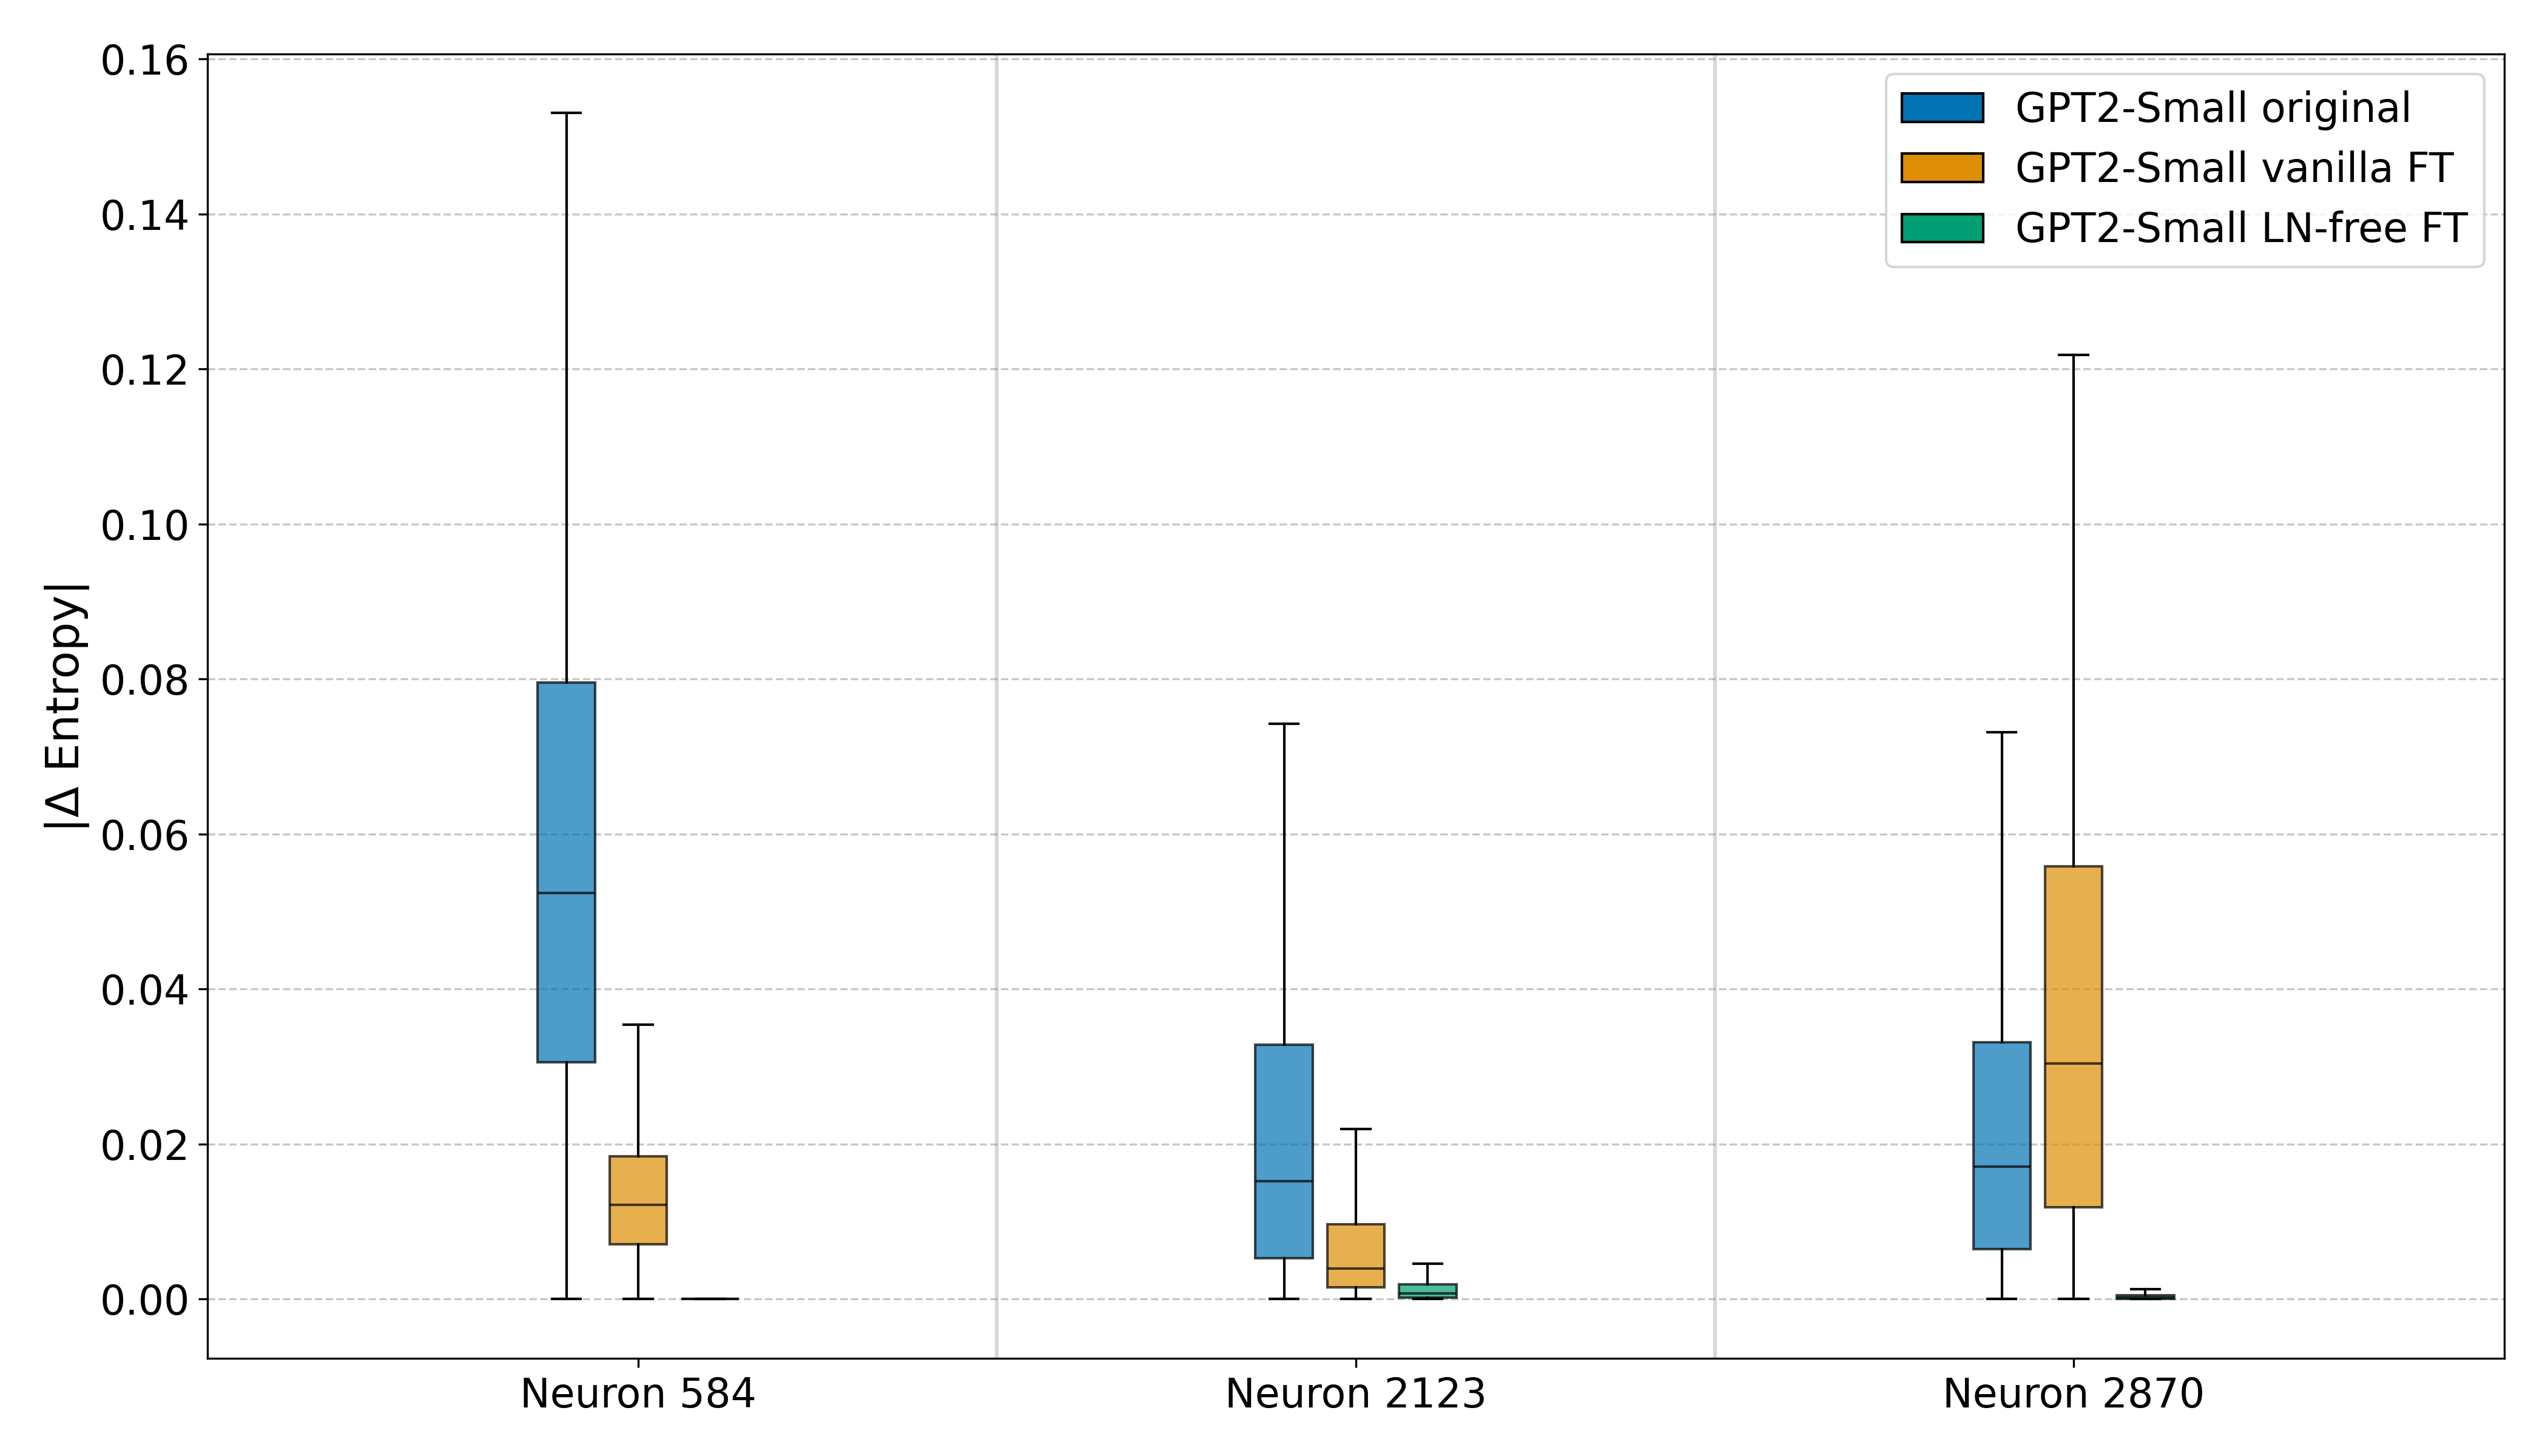 0.16
0.14
0.12
0.10
0.08
0.06
0.04
0.02
0.00
|Δ Entropy|
GPT2-Small original
GPT2-Small vanilla FT
GPT2-Small LN-free FT
Neuron 584
Neuron 2123
Neuron 2870